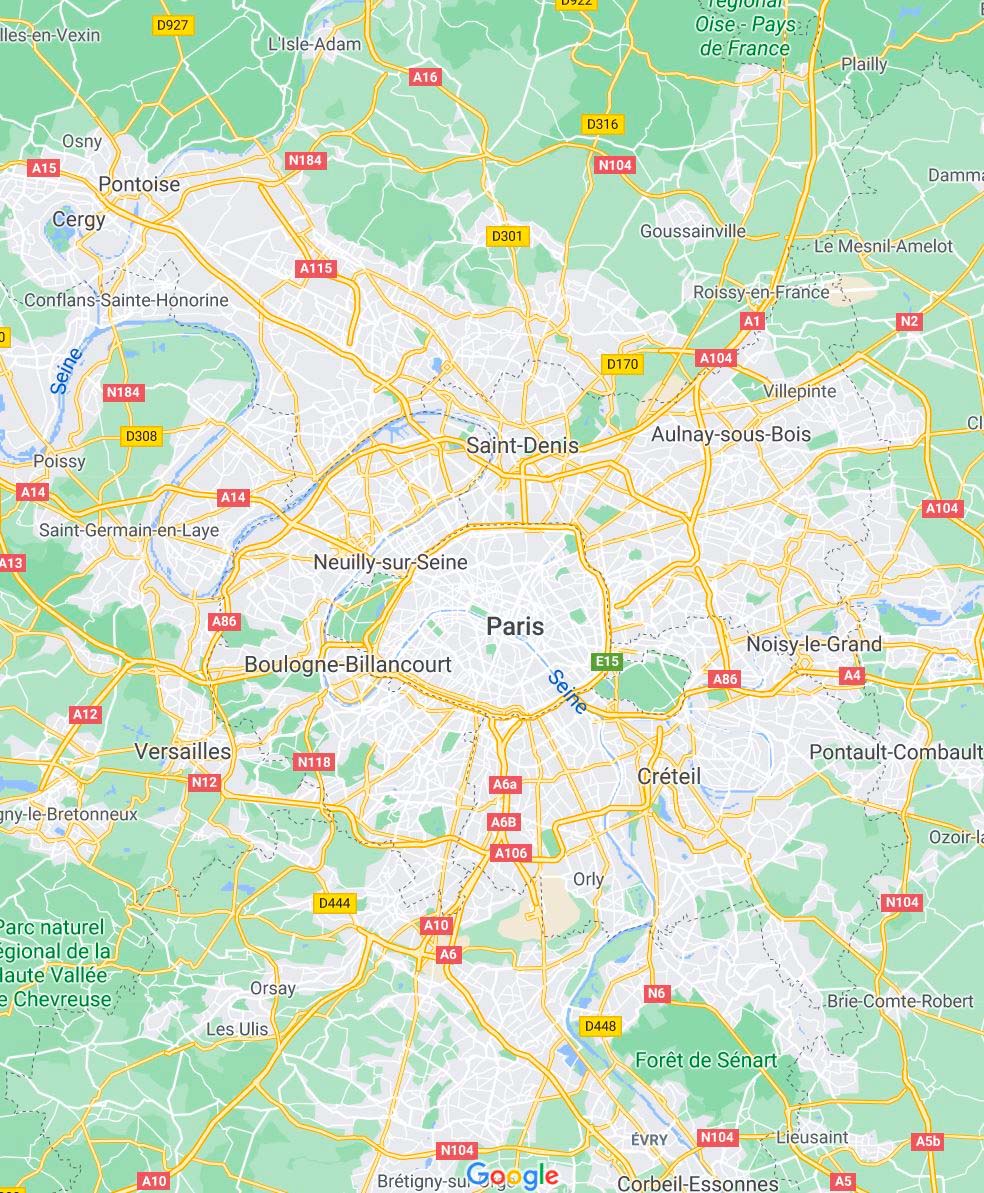 D922
régional
Oise - Pays
de France
D927
lles-en-Vexin
L'Isle-Adam
Plailly
A16
D316
Osny
N184
N104
A15
Pontoise
Damma
Cergy
D301
Goussainville
Le Mesnil-Amelot
A115
Conflans-Sainte-Honorine
Roissy-en-France
A1
N2
0
Seine
A104
D170
N184
Villepinte
D308
Saint-Denis
Aulnay-sous-Bois
Poissy
A14
A14
A104
Saint-Germain-en-Laye
A13
Neuilly-sur-Seine
A86
Paris
Noisy-le-Grand
Boulogne-Billancourt
E15
A4
A86
Seine
A12
Versailles
Pontault-Combault
N118
N12
Créteil
A6a
gny-le-Bretonneux
A6B
Ozoir-la
A106
Orly
D444
N104
Parc naturel
égional de la
Haute Vallée
e Chevreuse
A10
A6
Orsay
N6
Brie-Comte-Robert
Les Ulis
D448
Forêt de Sénart
ÉVRY
N104
Lieusaint
A5b
N104
A10
Brétigny-sur-Orge
Google
Corbeil-Essonnes
A5